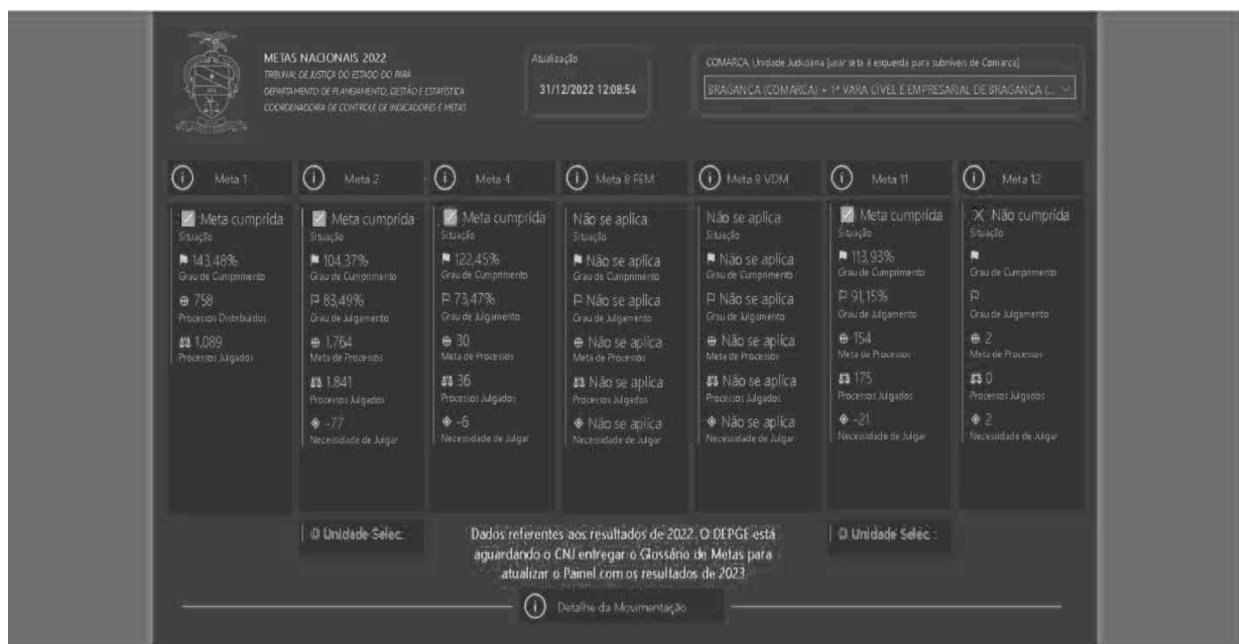 METAS NACIONAIS 2022
TRIBUNAL DE JUSTIÇA DO ESTADO DO PARÁ
DEPARTAMENTO DE PLANEJAMENTO, GESTÃO E ESTATÍSTICA
COORDENADORIA DE CONTROLE DE INDICADORES E METAS
Atualização
31/12/2022 12:08:54
COMARCA, Unidade Judiciária [usar seta à esquerda para subníveis de Comarca]
BRAGANÇA (COMARCA) + 1ª VARA CÍVEL E EMPRESARIAL DE BRAGANÇA (...
Meta 1
Meta cumprida
Situação
143,48%
Grau de Cumprimento
758
Processos Distribuídos
1,089
Processos Julgados
Meta 2
Meta cumprida
Situação
104,37%
Grau de Cumprimento
83,49%
Grau de Julgamento
1,764
Meta de Processos
1.841
Processos Julgados
-77
Necessidade de Julgar
Meta 4
Meta cumprida
Situação
122,45%
Grau de Cumprimento
73,47%
Grau de Julgamento
30
Meta de Processos
36
Processos Julgados
-6
Necessidade de Julgar
Meta 8 FEM
Não se aplica
Situação
Não se aplica
Grau de Cumprimento
Não se aplica
Grau de Julgamento
Não se aplica
Meta de Processos
Não se aplica
Processos Julgados
Não se aplica
Necessidade de Julgar
Meta 8 VDM
Não se aplica
Situação
Não se aplica
Grau de Cumprimento
Não se aplica
Grau de Julgamento
Não se aplica
Meta de Processos
Não se aplica
Processos Julgados
Não se aplica
Necessidade de Julgar
Meta 11
Meta cumprida
Situação
113,93%
Grau de Cumprimento
91,15%
Grau de Julgamento
154
Meta de Processos
175
Processos Julgados
-21
Necessidade de Julgar
Meta 12
Não cumprida
Situação
Grau de Cumprimento
Grau de Julgamento
2
Meta de Processos
0
Processos Julgados
2
Necessidade de Julgar
Unidade Selec.
Dados referentes aos resultados de 2022. O DEPGE está
aguardando o CNJ entregar o Glossário de Metas para
atualizar o Painel com os resultados de 2023
Unidade Selec :
Detalhe da Movimentação